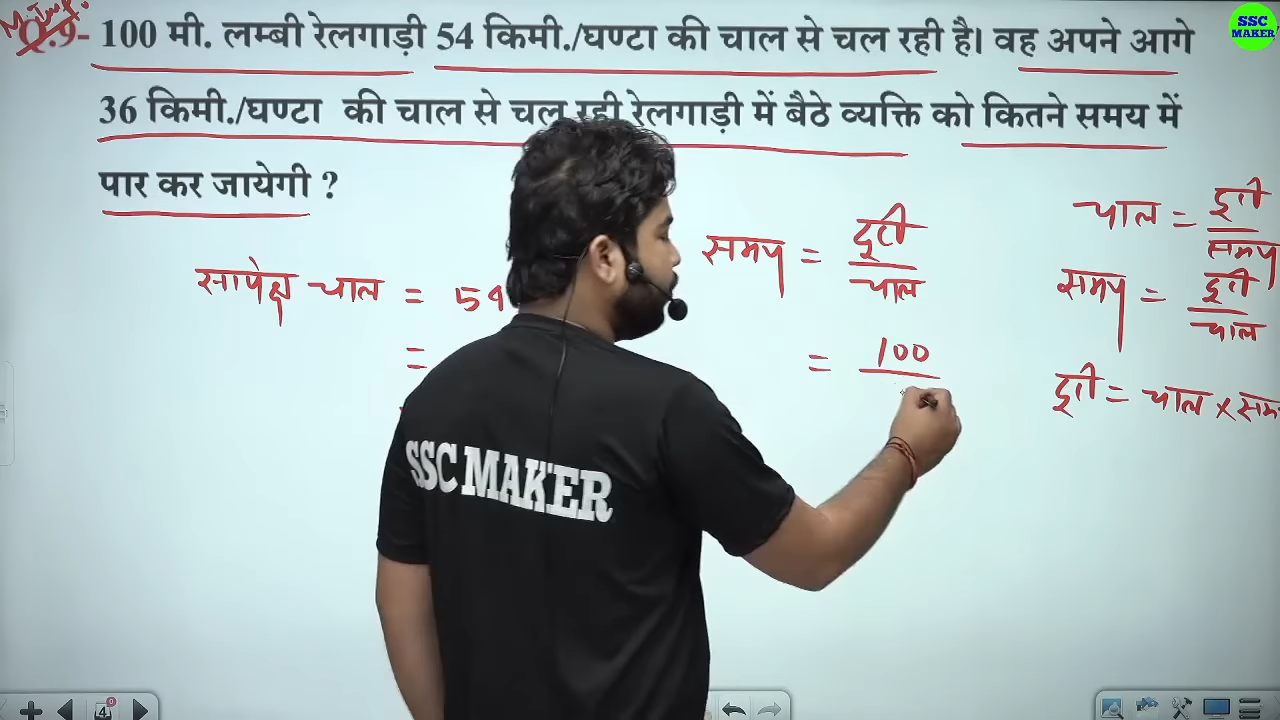 SSC
MAKER
Q.9- 100 मी. लम्बी रेलगाड़ी 54 किमी./घण्टा की चाल से चल रही है। वह अपने आगे
36 किमी./घण्टा की चाल से चल रही रेलगाड़ी में बैठे व्यक्ति को कितने समय में
पार कर जायेगी ?
सापेक्ष चाल = 54
=
समय = दूरी
चाल
= 100
चाल = दूरी
समय
समय = दूरी
चाल
दूरी = चाल ×
SSC MAKER
4